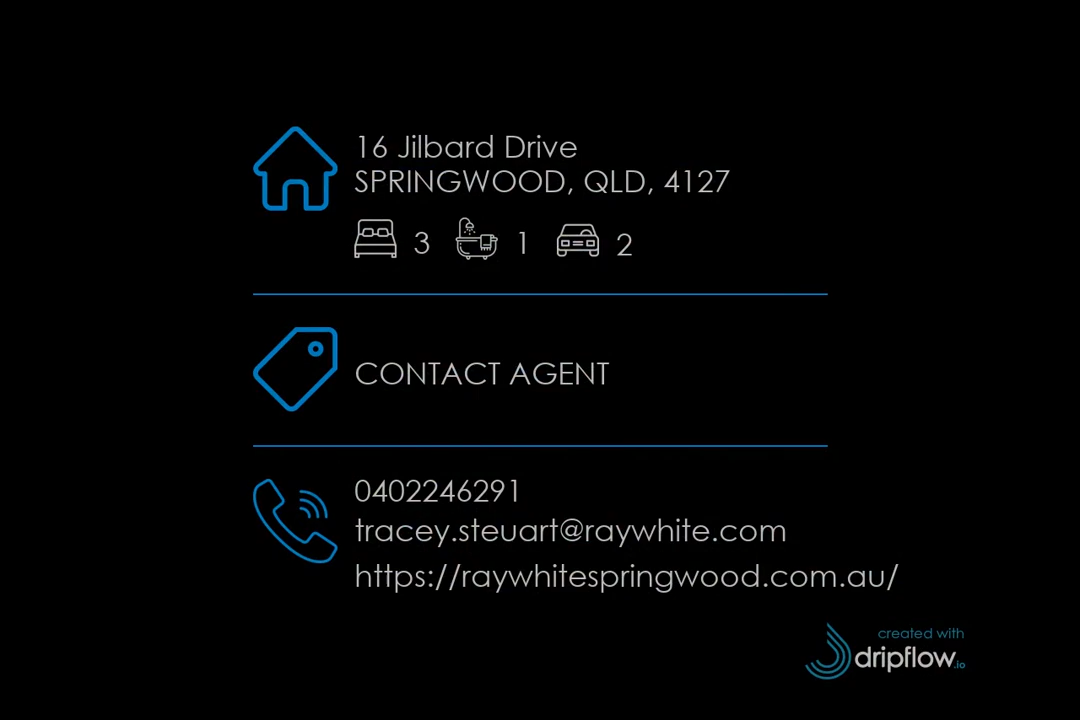 16 Jilbard Drive
SPRINGWOOD, QLD, 4127
3 1 2
CONTACT AGENT
0402246291
tracey.steuart@raywhite.com
https://raywhitespringwood.com.au/
created with
dripflow.io